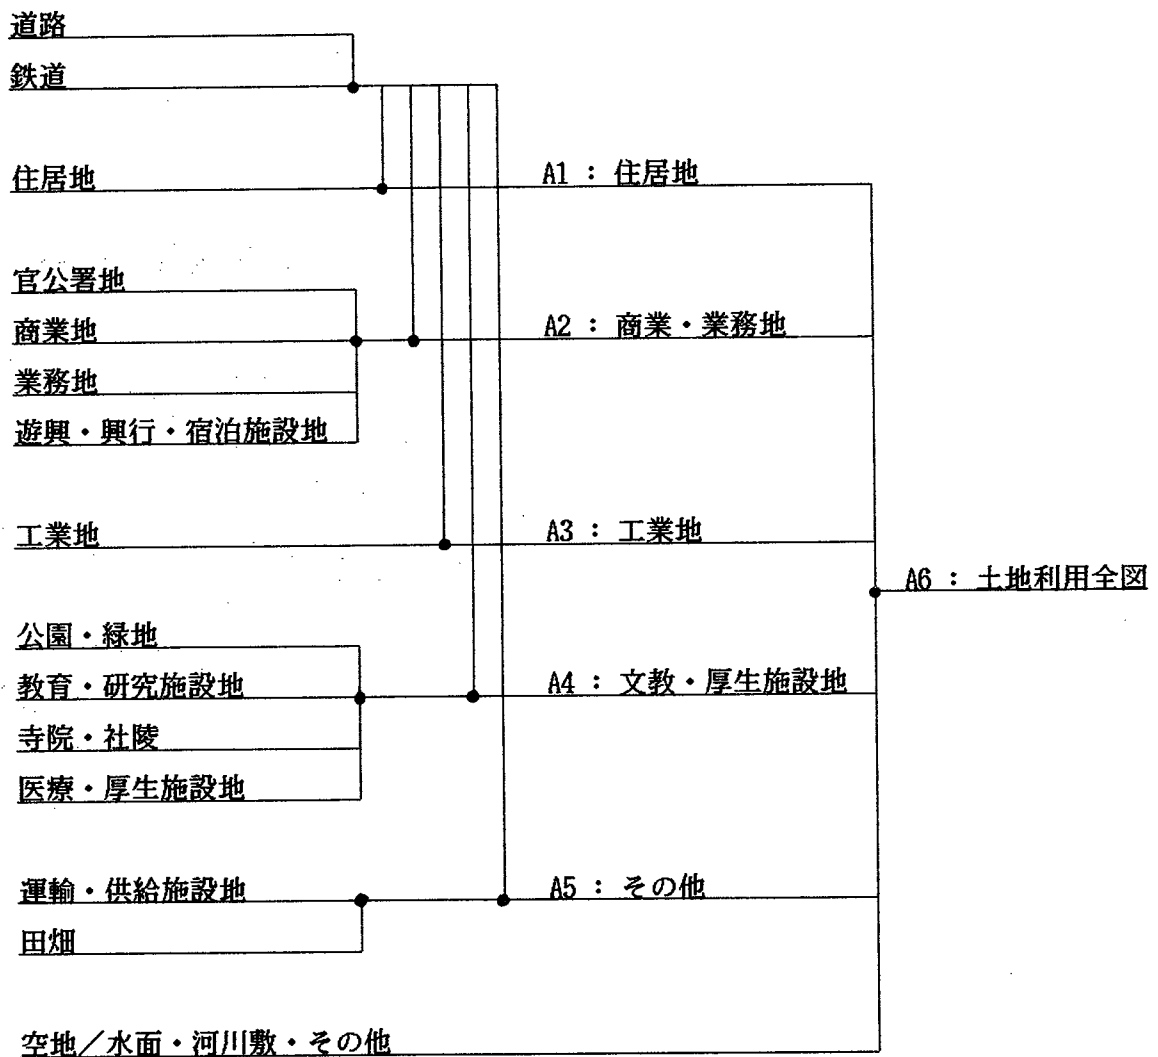 道路
鉄道
住居地
A1 : 住居地
官公署地
商業地
A2 : 商業・業務地
業務地
遊興・興行・宿泊施設地
工業地
A3 : 工業地
A6 : 土地利用全図
公園・緑地
教育・研究施設地
A4 : 文教・厚生施設地
寺院・社陵
医療・厚生施設地
運輸・供給施設地
A5 : その他
田畑
空地／水面・河川敷・その他